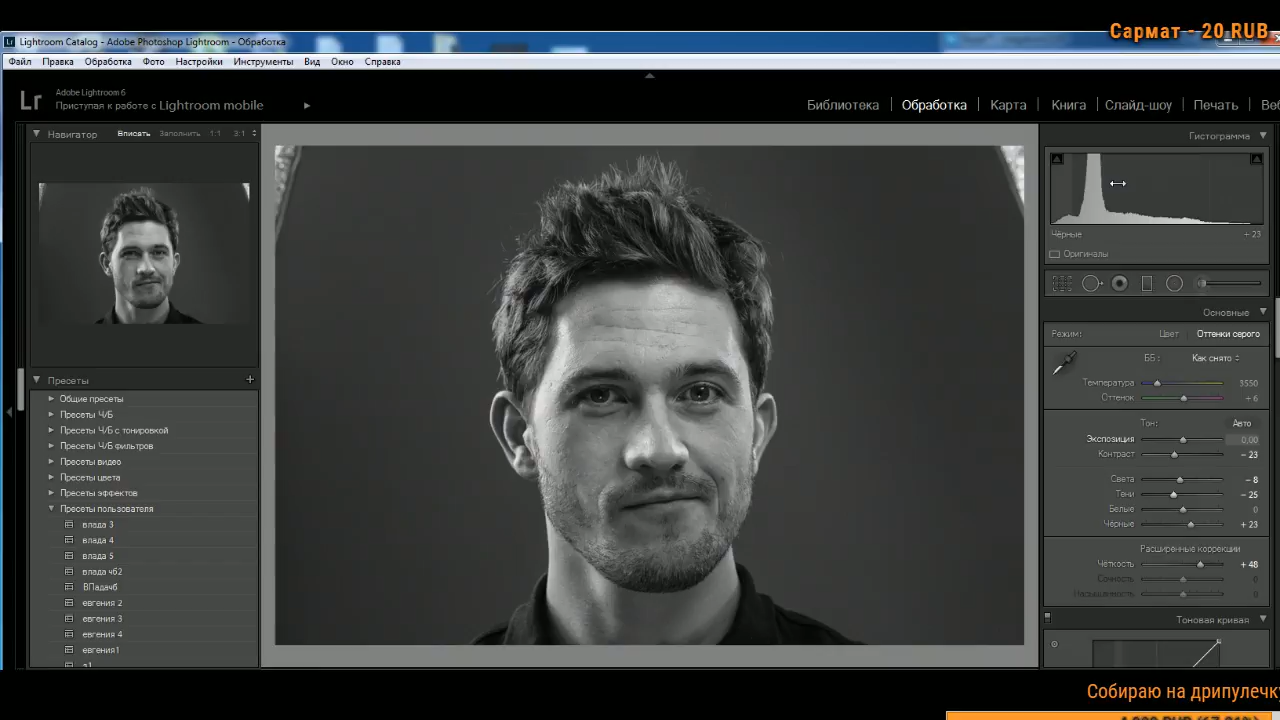 Сармат - 20 RUB
Lightroom Catalog - Adobe Photoshop Lightroom - Обработка
Файл Правка Обработка Фото Настройки Инструменты Вид Окно Справка
Lr
Adobe Lightroom 6
Приступая к работе с Lightroom mobile
Библиотека Обработка Карта Книга Слайд-шоу Печать Ве
Навигатор Вписать Заполнить 1:1 3:1
Гистограмма
Чёрные + 23
Оригиналы
Основные
Режим: Цвет Оттенки серого
ББ: Как снято
Температура 3550
Оттенок + 6
Тон: Авто
Экспозиция 0,00
Контраст - 23
Света - 8
Тени - 25
Белые 0
Чёрные + 23
Расширенные коррекции
Чёткость + 48
Сочность 0
Насыщенность 0
Тоновая кривая
Пресеты
Общие пресеты
Пресеты Ч/Б
Пресеты Ч/Б с тонировкой
Пресеты Ч/Б фильтров
Пресеты видео
Пресеты цвета
Пресеты эффектов
Пресеты пользователя
влада 3
влада 4
влада 5
влада чб2
ВПадачб
евгения 2
евгения 3
евгения 4
евгения1
Собираю на дрипулечку